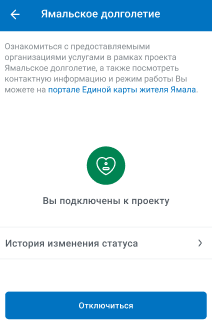 Ямальское долголетие
Ознакомиться с предоставляемыми
организациями услугами в рамках проекта
Ямальское долголетие, а также посмотреть
контактную информацию и режим работы Вы
можете на портале Единой карты жителя Ямала.
Вы подключены к проекту
История изменения статуса
Отключиться